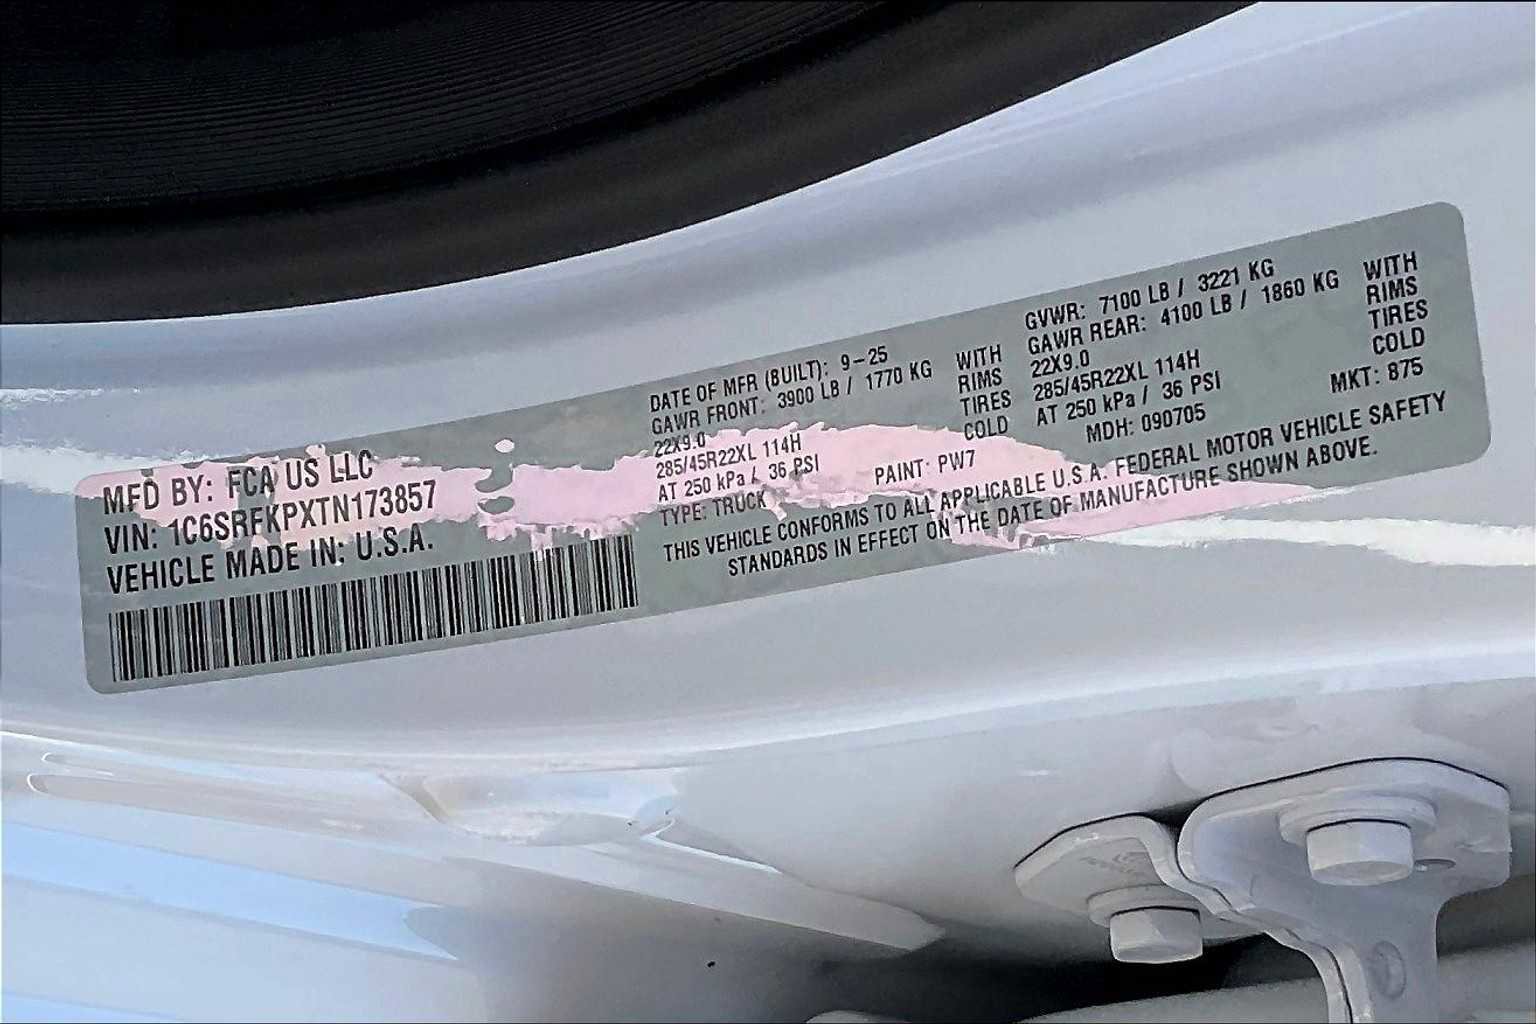 MFD BY: FCA US LLC
VIN: 1C6SRFKPXTN173857
VEHICLE MADE IN: U.S.A.
DATE OF MFR (BUILT): 9-25
GAWR FRONT: 3900 LB / 1770 KG WITH
22X9.0 RIMS
285/45R22XL 114H TIRES
AT 250 kPa / 36 PSI COLD
TYPE: TRUCK PAINT: PW7
GVWR: 7100 LB / 3221 KG
GAWR REAR: 4100 LB / 1860 KG WITH
22X9.0 RIMS
285/45R22XL 114H TIRES
AT 250 kPa / 36 PSI COLD
MDH: 090705 MKT: 875
THIS VEHICLE CONFORMS TO ALL APPLICABLE U.S.A. FEDERAL MOTOR VEHICLE SAFETY
STANDARDS IN EFFECT ON THE DATE OF MANUFACTURE SHOWN ABOVE.